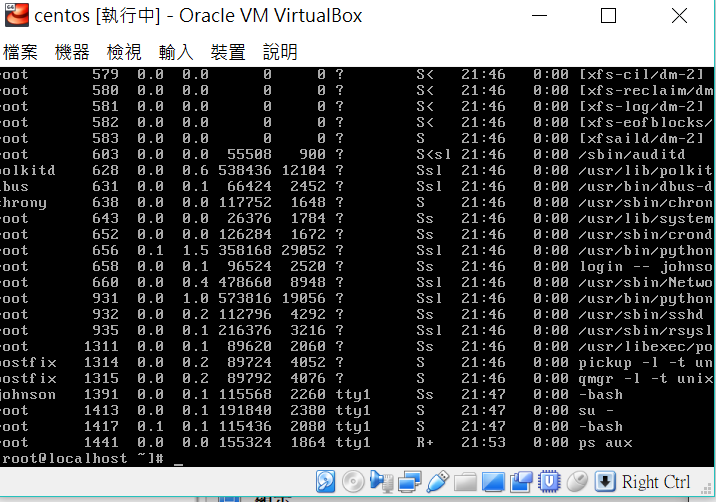 centos [執行中] - Oracle VM VirtualBox
檔案 機器 檢視 輸入 裝置 說明
root 579 0.0 0.0 0 0 ? S< 21:46 0:00 [xfs-cil/dm-2]
root 580 0.0 0.0 0 0 ? S< 21:46 0:00 [xfs-reclaim/dm
root 581 0.0 0.0 0 0 ? S< 21:46 0:00 [xfs-log/dm-2]
root 582 0.0 0.0 0 0 ? S< 21:46 0:00 [xfs-eofblocks/
root 583 0.0 0.0 0 0 ? S 21:46 0:00 [xfsaild/dm-2]
root 603 0.0 0.0 55508 900 ? S<sl 21:46 0:00 /sbin/auditd
polkitd 628 0.0 0.6 538436 12104 ? Ssl 21:46 0:00 /usr/lib/polkit
dbus 631 0.0 0.1 66424 2452 ? Ssl 21:46 0:00 /usr/bin/dbus-d
chrony 638 0.0 0.0 117752 1648 ? S 21:46 0:00 /usr/sbin/chron
root 643 0.0 0.0 26376 1784 ? Ss 21:46 0:00 /usr/lib/system
root 652 0.0 0.0 126284 1672 ? Ss 21:46 0:00 /usr/sbin/crond
root 656 0.1 1.5 358168 29052 ? Ssl 21:46 0:00 /usr/bin/python
root 658 0.0 0.1 96524 2520 ? Ss 21:46 0:00 login -- johnso
root 660 0.0 0.4 478660 8948 ? Ssl 21:46 0:00 /usr/sbin/Netwo
root 931 0.0 1.0 573816 19056 ? Ssl 21:46 0:00 /usr/bin/python
root 932 0.0 0.2 112796 4292 ? Ss 21:46 0:00 /usr/sbin/sshd
root 935 0.0 0.1 216376 3216 ? Ssl 21:46 0:00 /usr/sbin/rsysl
root 1311 0.0 0.1 89620 2060 ? Ss 21:46 0:00 /usr/libexec/po
postfix 1314 0.0 0.2 89724 4052 ? S 21:46 0:00 pickup -l -t un
postfix 1315 0.0 0.2 89792 4076 ? S 21:46 0:00 qmgr -l -t unix
johnson 1391 0.0 0.1 115568 2260 tty1 Ss 21:47 0:00 -bash
root 1413 0.0 0.1 191840 2380 tty1 S 21:47 0:00 su -
root 1417 0.1 0.1 115436 2080 tty1 S 21:47 0:00 -bash
root 1441 0.0 0.0 155324 1864 tty1 R+ 21:53 0:00 ps aux
[root@localhost ~]# _
Right Ctrl